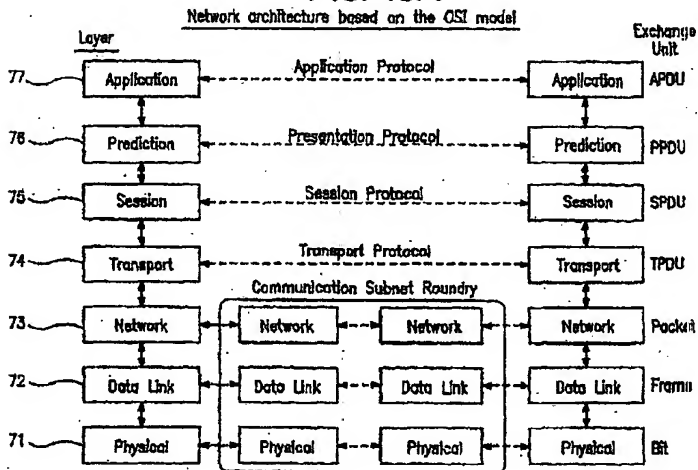 Network architecture based on the OSI model
Layer
Exchange Unit
77 Application Application Protocol Application APDU
76 Prediction Presentation Protocol Prediction PPDU
75 Session Session Protocol Session SPDU
74 Transport Transport Protocol Transport TPDU
Communication Subnet Roundry
73 Network Network Network Network Packet
72 Data Link Data Link Data Link Data Link Frame
71 Physical Physical Physical Physical Bit